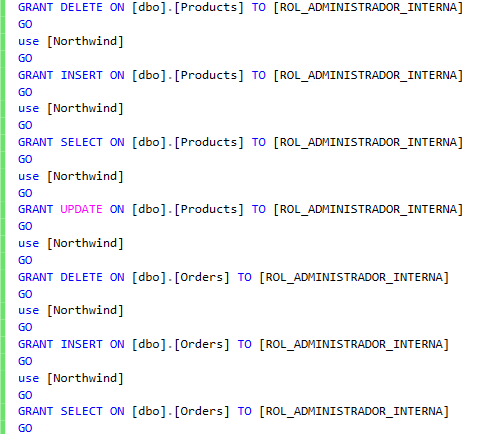 GRANT DELETE ON [dbo].[Products] TO [ROL_ADMINISTRADOR_INTERNA]
GO
use [Northwind]
GO
GRANT INSERT ON [dbo].[Products] TO [ROL_ADMINISTRADOR_INTERNA]
GO
use [Northwind]
GO
GRANT SELECT ON [dbo].[Products] TO [ROL_ADMINISTRADOR_INTERNA]
GO
use [Northwind]
GO
GRANT UPDATE ON [dbo].[Products] TO [ROL_ADMINISTRADOR_INTERNA]
GO
use [Northwind]
GO
GRANT DELETE ON [dbo].[Orders] TO [ROL_ADMINISTRADOR_INTERNA]
GO
use [Northwind]
GO
GRANT INSERT ON [dbo].[Orders] TO [ROL_ADMINISTRADOR_INTERNA]
GO
use [Northwind]
GO
GRANT SELECT ON [dbo].[Orders] TO [ROL_ADMINISTRADOR_INTERNA]
GO